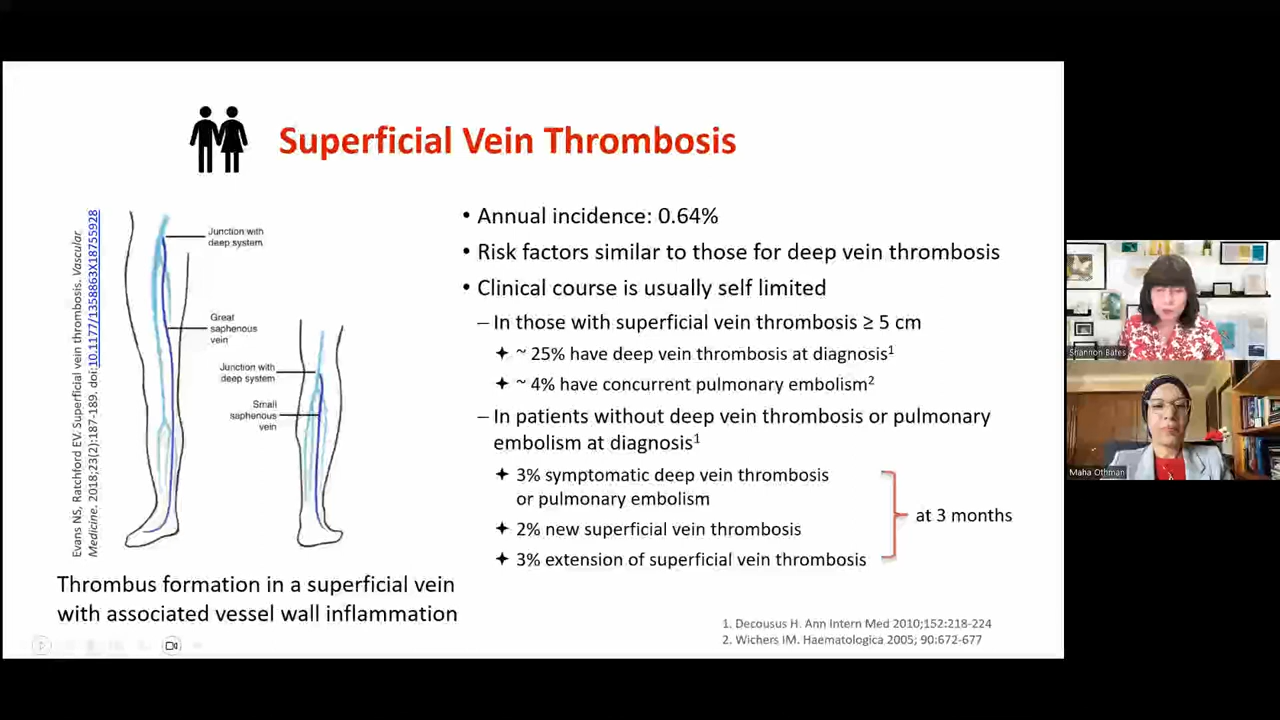 Superficial Vein Thrombosis
Evans NS, Ratchford EV. Superficial vein thrombosis. Vascular
Medicine. 2018;23(2):187-189. doi:10.1177/1358863X18755928
Junction with
deep system
Great
saphenous
vein
Junction with
deep system
Small
saphenous
vein
Thrombus formation in a superficial vein
with associated vessel wall inflammation
• Annual incidence: 0.64%
• Risk factors similar to those for deep vein thrombosis
• Clinical course is usually self limited
– In those with superficial vein thrombosis ≥ 5 cm
✦ ~ 25% have deep vein thrombosis at diagnosis1
✦ ~ 4% have concurrent pulmonary embolism2
– In patients without deep vein thrombosis or pulmonary
embolism at diagnosis1
✦ 3% symptomatic deep vein thrombosis
or pulmonary embolism
✦ 2% new superficial vein thrombosis
✦ 3% extension of superficial vein thrombosis
at 3 months
1. Decousus H. Ann Intern Med 2010;152:218-224
2. Wichers IM. Haematologica 2005; 90:672-677
Shannon Bates
Maha Othman